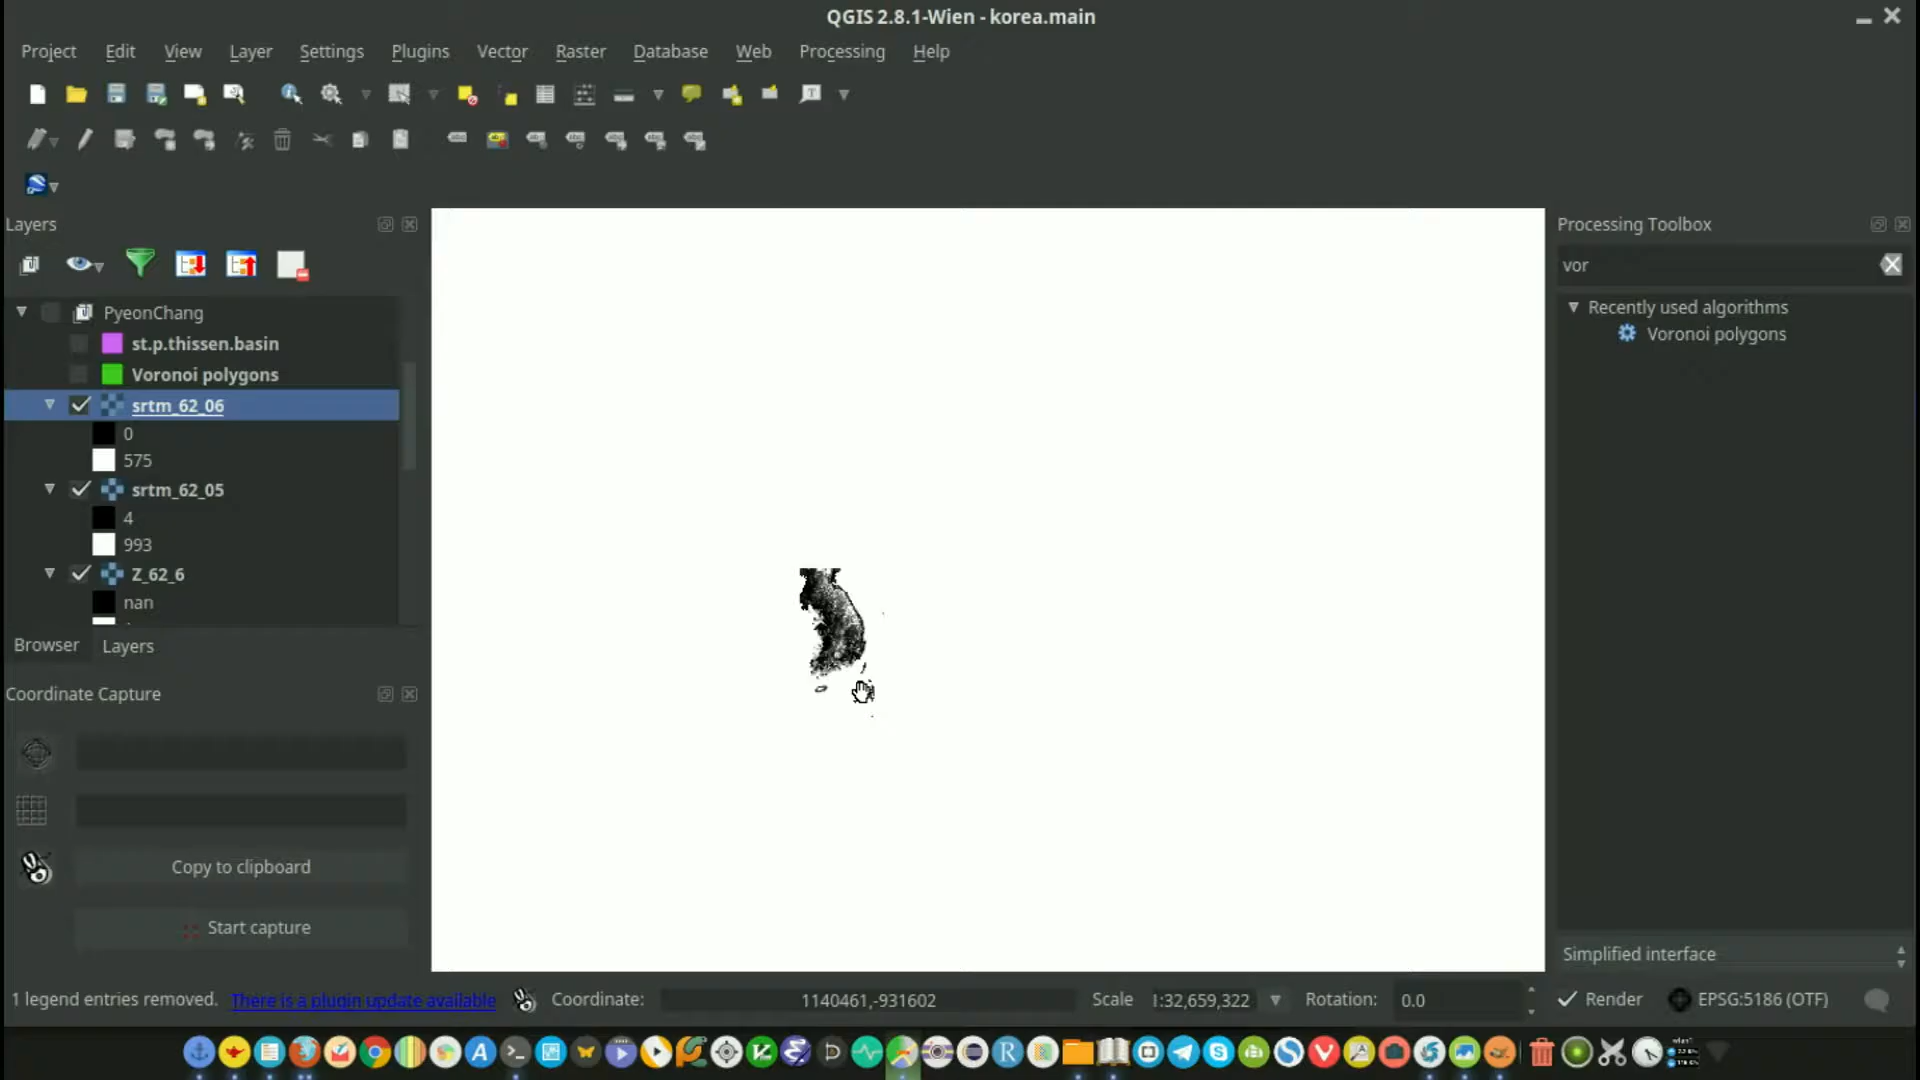 QGIS 2.8.1-Wien - korea.main
Project Edit View Layer Settings Plugins Vector Raster Database Web Processing Help
Layers
PyeonChang
st.p.thissen.basin
Voronoi polygons
srtm_62_06
0
575
srtm_62_05
4
993
Z_62_6
nan
Browser Layers
Coordinate Capture
Copy to clipboard
Start capture
Processing Toolbox
vor
Recently used algorithms
Voronoi polygons
Simplified interface
1 legend entries removed. There is a plugin update available Coordinate: 1140461,-931602 Scale 1:32,659,322 Rotation: 0.0 Render EPSG:5186 (OTF)